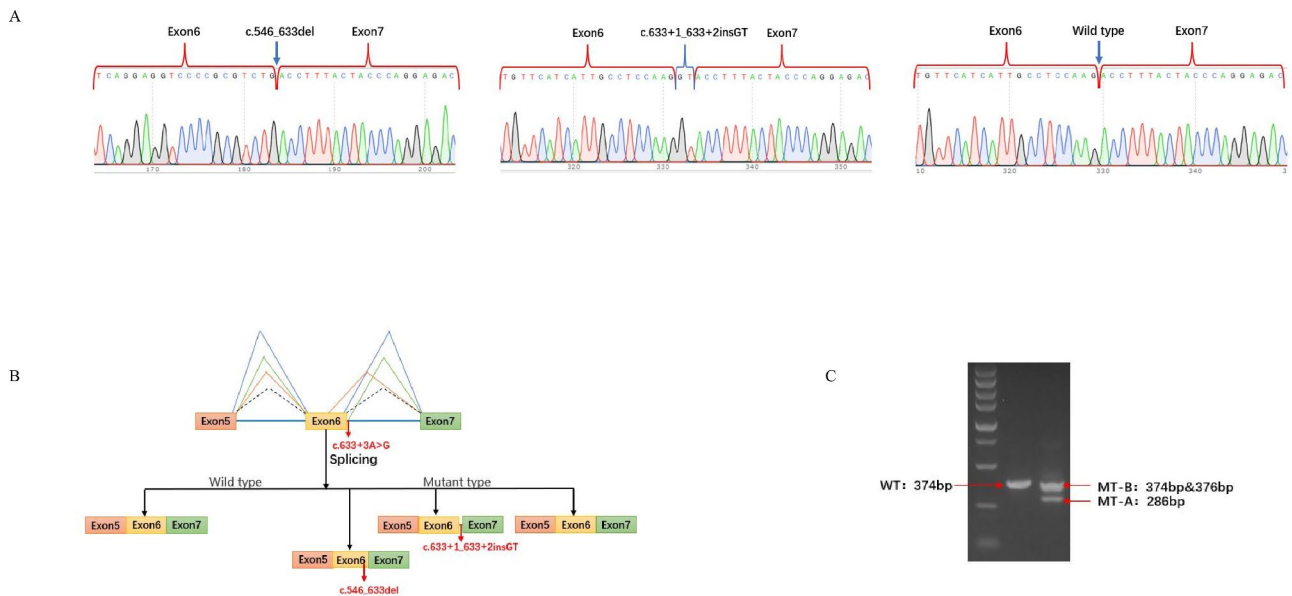 A
Exon6 c.546_633del Exon7
TCAGGAGGTCCCCGCGTCTGACCTTTACTACCCAGGAGAC
170 180 190 200
Exon6 c.633+1_633+2insGT Exon7
TGTTCATCATTGCCTCCAAGGTACCTTTACTACCCAGGAGAC
320 330 340 350
Exon6 Wild type Exon7
TGTTCATCATTGCCTCCAAGACCTTTACTACCCAGGAGAC
10 320 330 340 3
B
Exon5 Exon6 Exon7
c.633+3A>G
Splicing
Wild type Mutant type
Exon5 Exon6 Exon7
Exon5 Exon6 Exon7
c.633+1_633+2insGT
Exon5 Exon6 Exon7
Exon5 Exon6 Exon7
c.546_633del
C
WT: 374bp
MT-B: 374bp&376bp
MT-A: 286bp